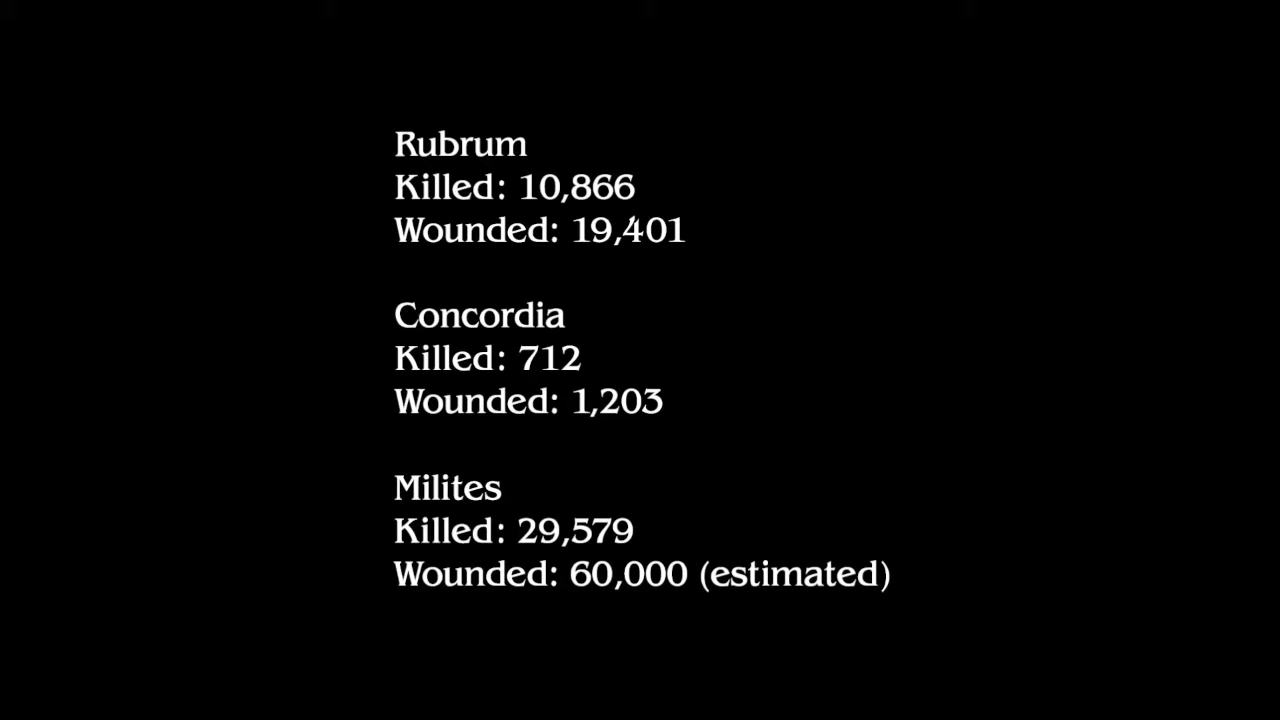 Rubrum
Killed: 10,866
Wounded: 19,401
Concordia
Killed: 712
Wounded: 1,203
Milites
Killed: 29,579
Wounded: 60,000 (estimated)